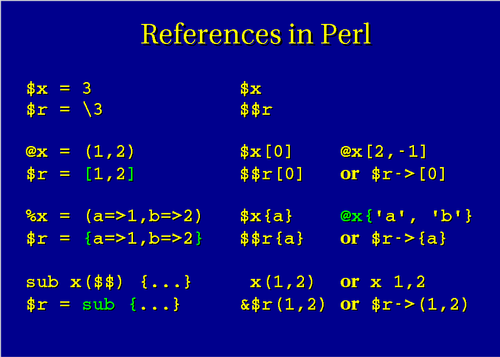 References in Perl
$x = 3 $x
$r = \3 $$r
@x = (1,2) $x[0] @x[2,-1]
$r = [1,2] $$r[0] or $r->[0]
%x = (a=>1,b=>2) $x{a} @x{'a', 'b'}
$r = {a=>1,b=>2} $$r{a} or $r->{a}
sub x($$) {...} x(1,2) or x 1,2
$r = sub {...} &$r(1,2) or $r->(1,2)